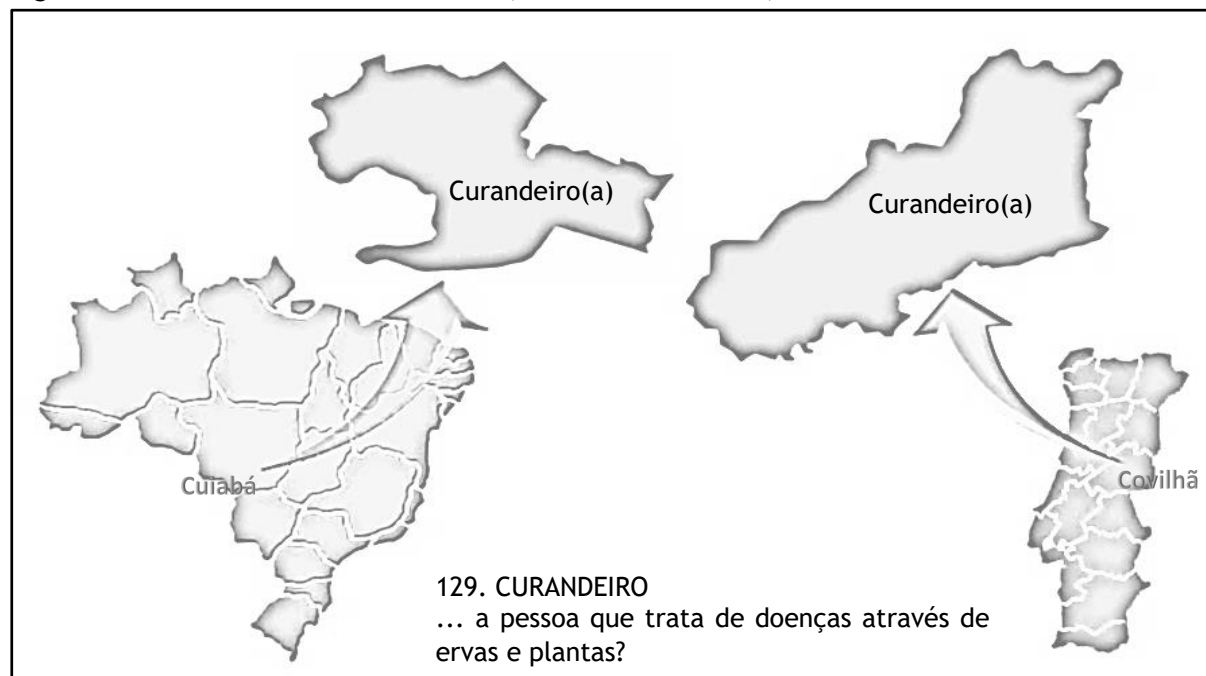 Curandeiro(a)
Curandeiro(a)
Cuiabá
Covilhã
129. CURANDEIRO
... a pessoa que trata de doenças através de
ervas e plantas?